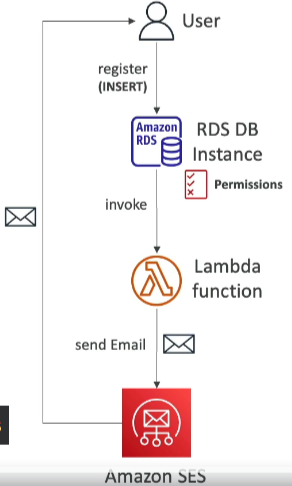 User
register
(INSERT)
Amazon
RDS
RDS DB
Instance
Permissions
invoke
Lambda
function
send Email
Amazon SES